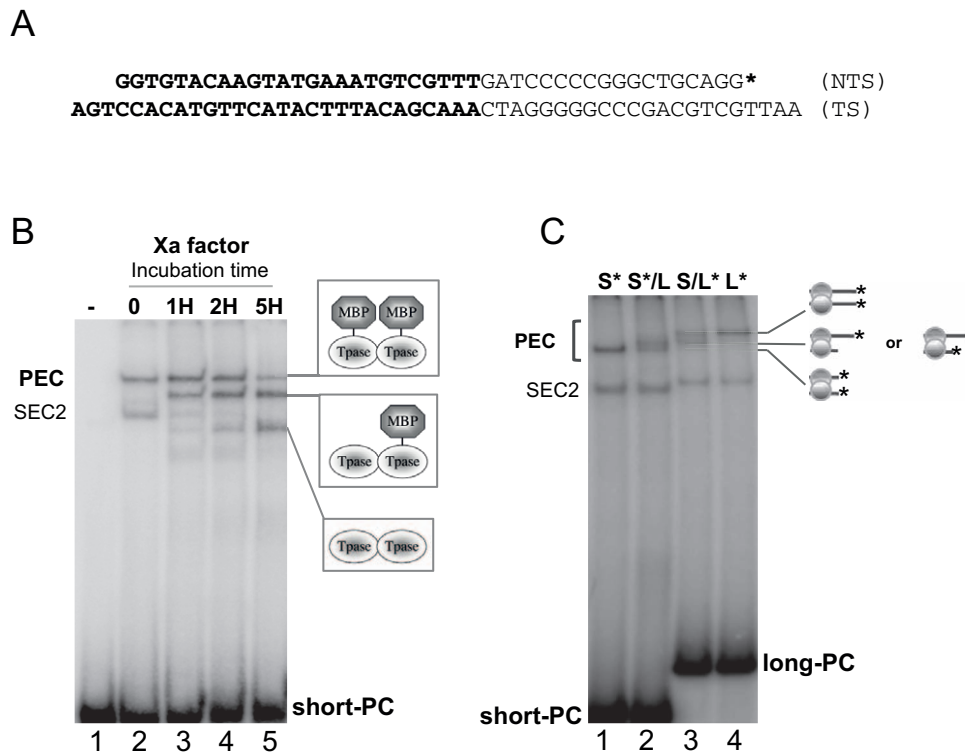 A
GGTGTACAAGTATGAAATGTCGTTTGATCCCCCGGGCTGCAGG* (NTS)
AGTCCACATGTTCATACTTTACAGCAAACTAGGGGGCCCGACGTCGTTAA (TS)
B
Xa factor
Incubation time
- 0 1H 2H 5H
PEC
SEC2
MBP MBP
Tpase Tpase
MBP
Tpase Tpase
Tpase Tpase
short-PC
1 2 3 4 5
C
S* S*/L S/L* L*
PEC
SEC2
*
*
* or *
*
*
long-PC
short-PC
1 2 3 4